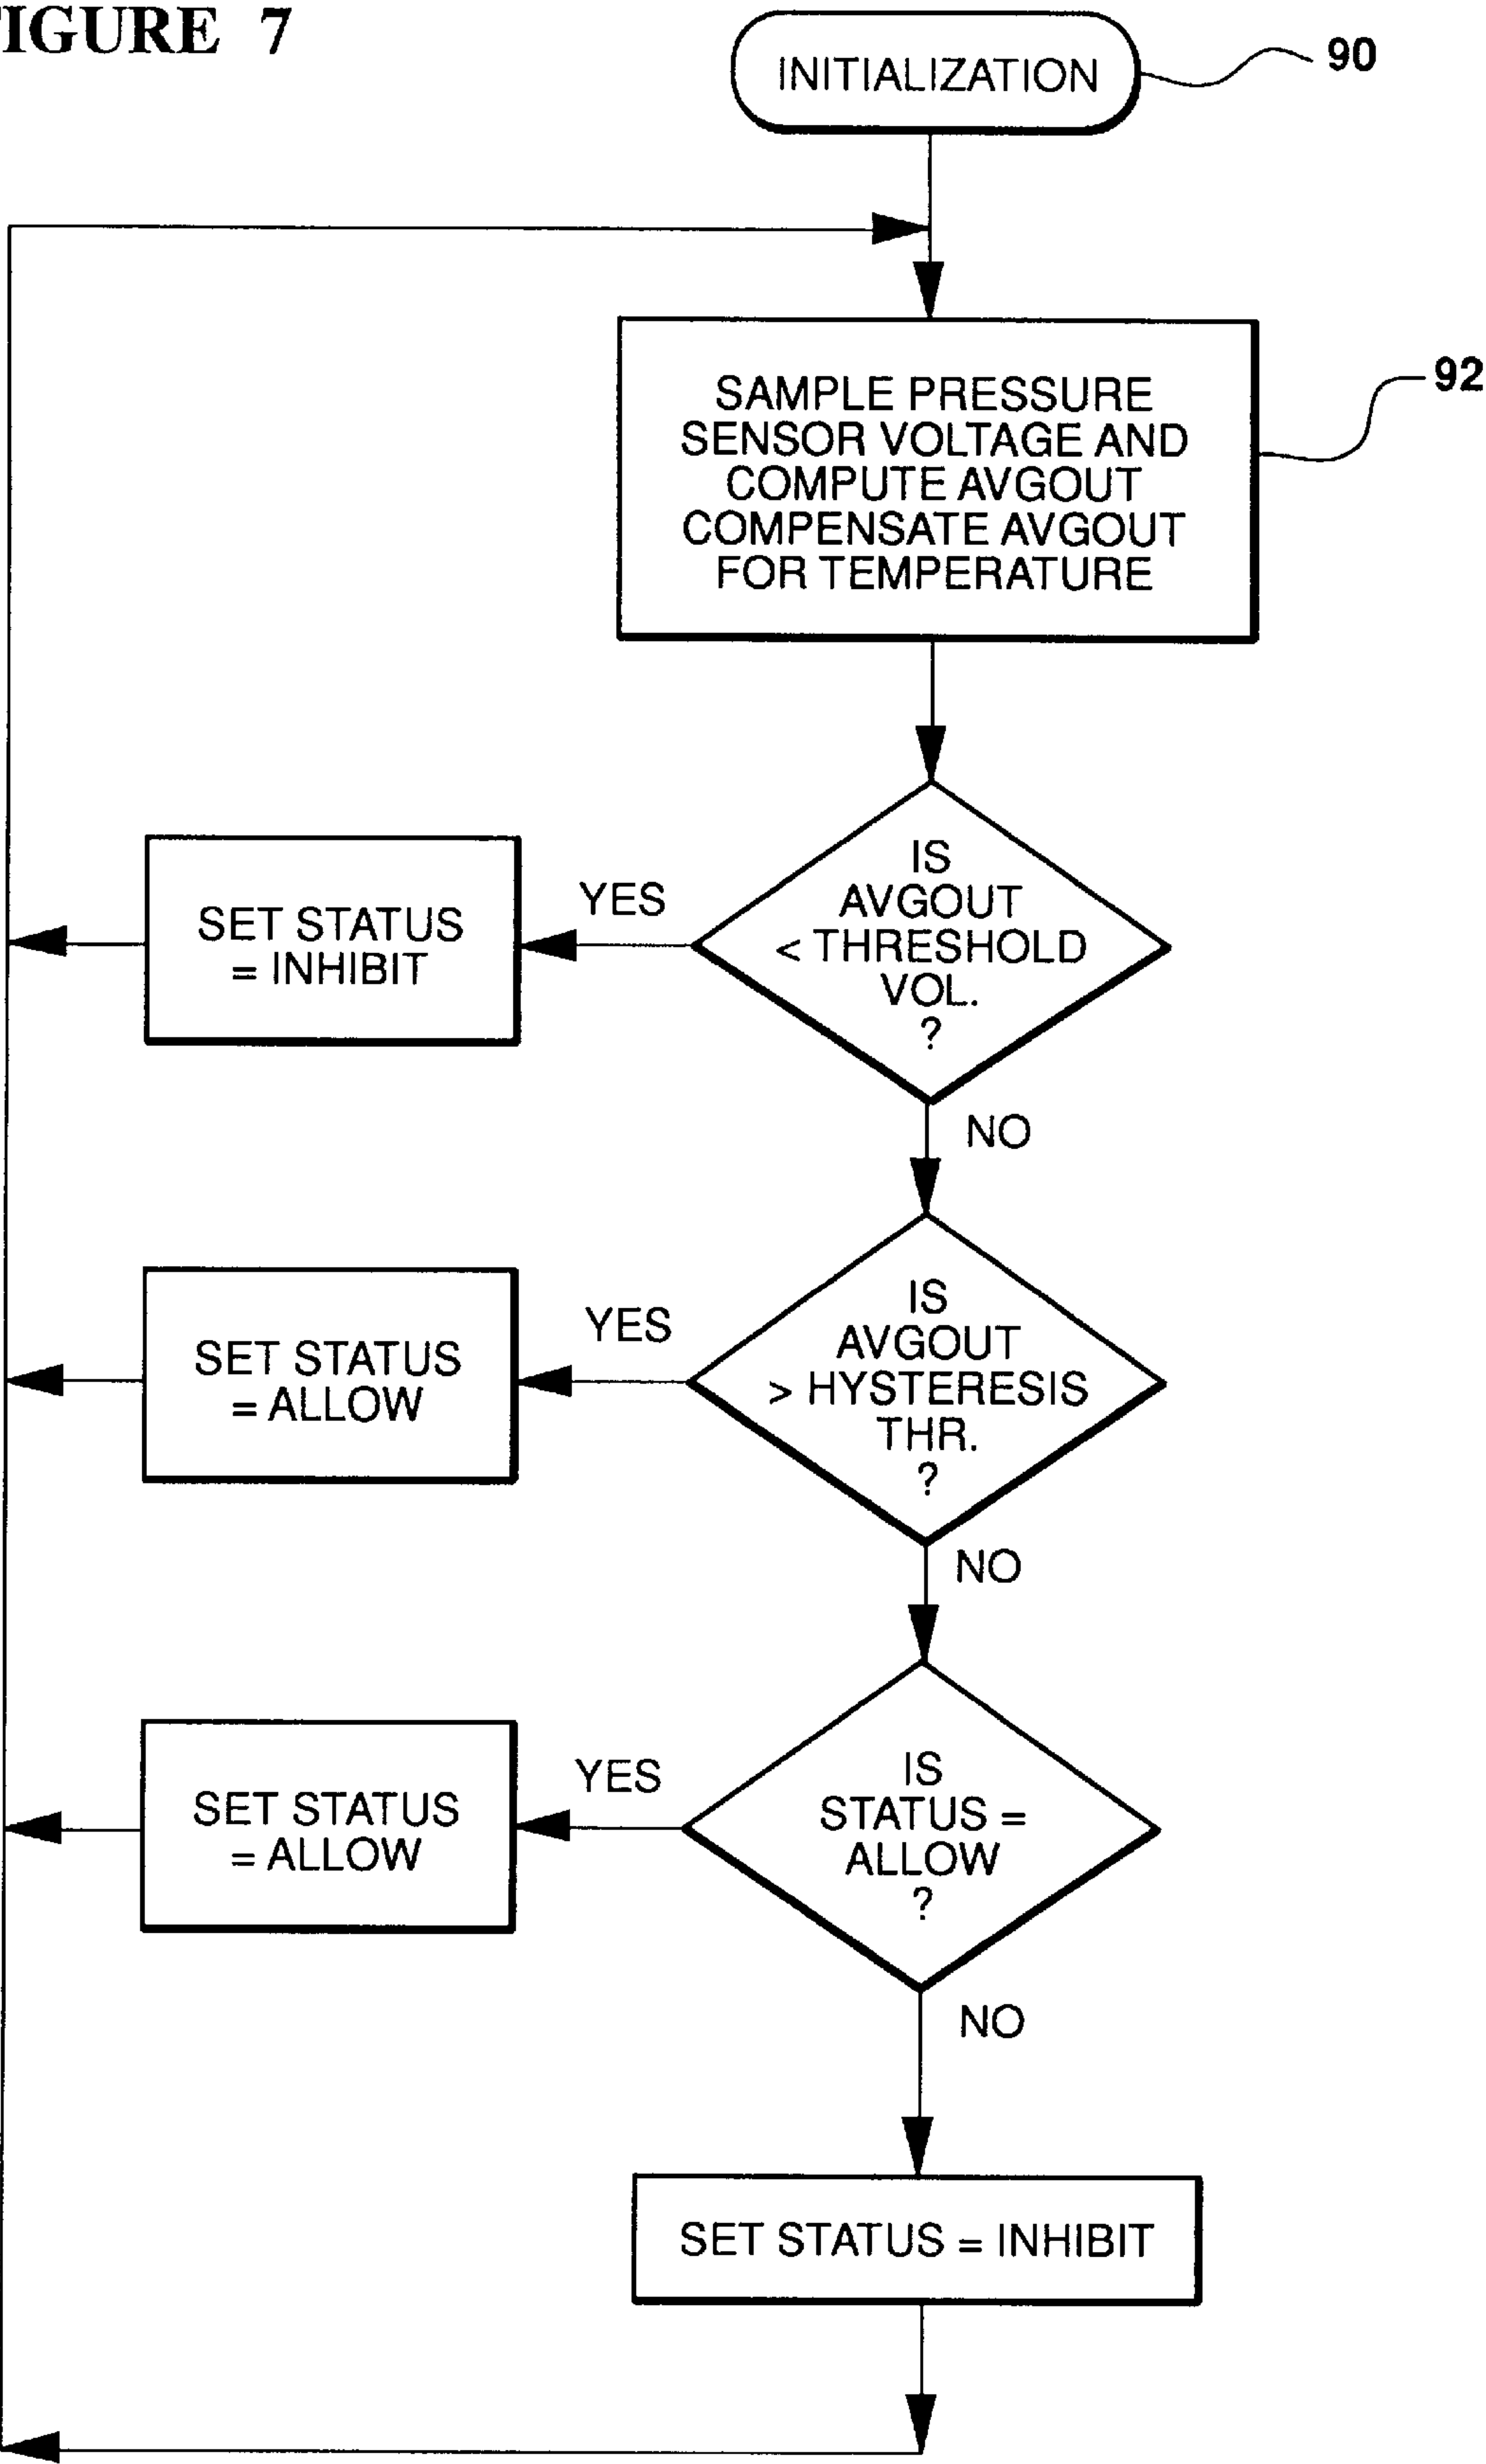 IGURE 7
INITIALIZATION
90
SAMPLE PRESSURE
SENSOR VOLTAGE AND
COMPUTE AVGOUT
COMPENSATE AVGOUT
FOR TEMPERATURE
92
IS
AVGOUT
< THRESHOLD
VOL.
?
YES
SET STATUS
= INHIBIT
NO
IS
AVGOUT
> HYSTERESIS
THR.
?
YES
SET STATUS
= ALLOW
NO
IS
STATUS =
ALLOW
?
YES
SET STATUS
= ALLOW
NO
SET STATUS = INHIBIT